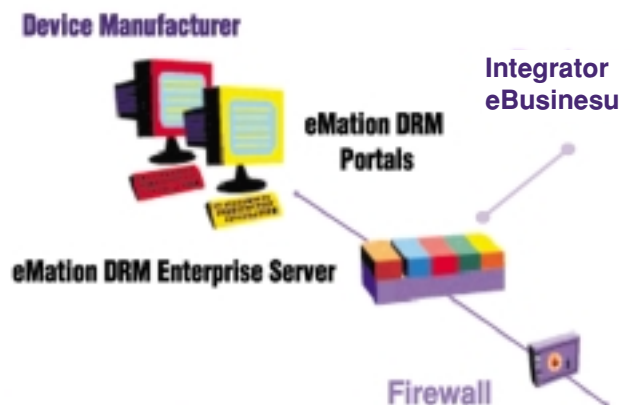 Device Manufacturer
Integrator
eBusinesu
eMation DRM
Portals
eMation DRM Enterprise Server
Firewall